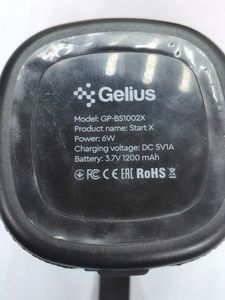 Gelius
Model: GP-BS1002X
Product name: Start X
Power: 6W
Charging voltage: DC 5V1A
Battery: 3.7V 1200 mAh
FC CE EAC RoHS